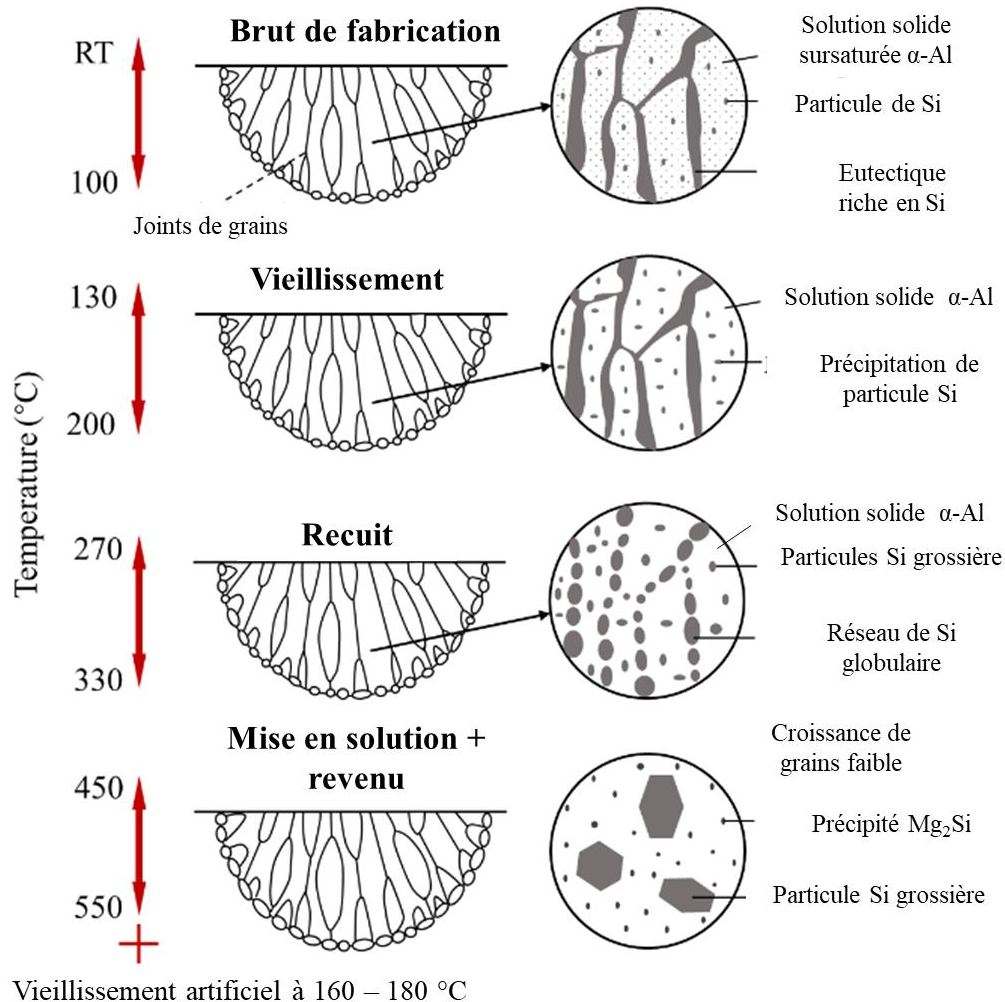 Temperature (°C)
RT
100
Brut de fabrication
Joints de grains
Solution solide
sursaturée α-Al
Particule de Si
Eutectique
riche en Si
130
200
Vieillissement
Solution solide α-Al
Précipitation de
particule Si
270
330
Recuit
Solution solide α-Al
Particules Si grossière
Réseau de Si
globulaire
450
550
Mise en solution +
revenu
Croissance de
grains faible
Précipité Mg₂Si
Particule Si grossière
+
Vieillissement artificiel à 160 – 180 °C